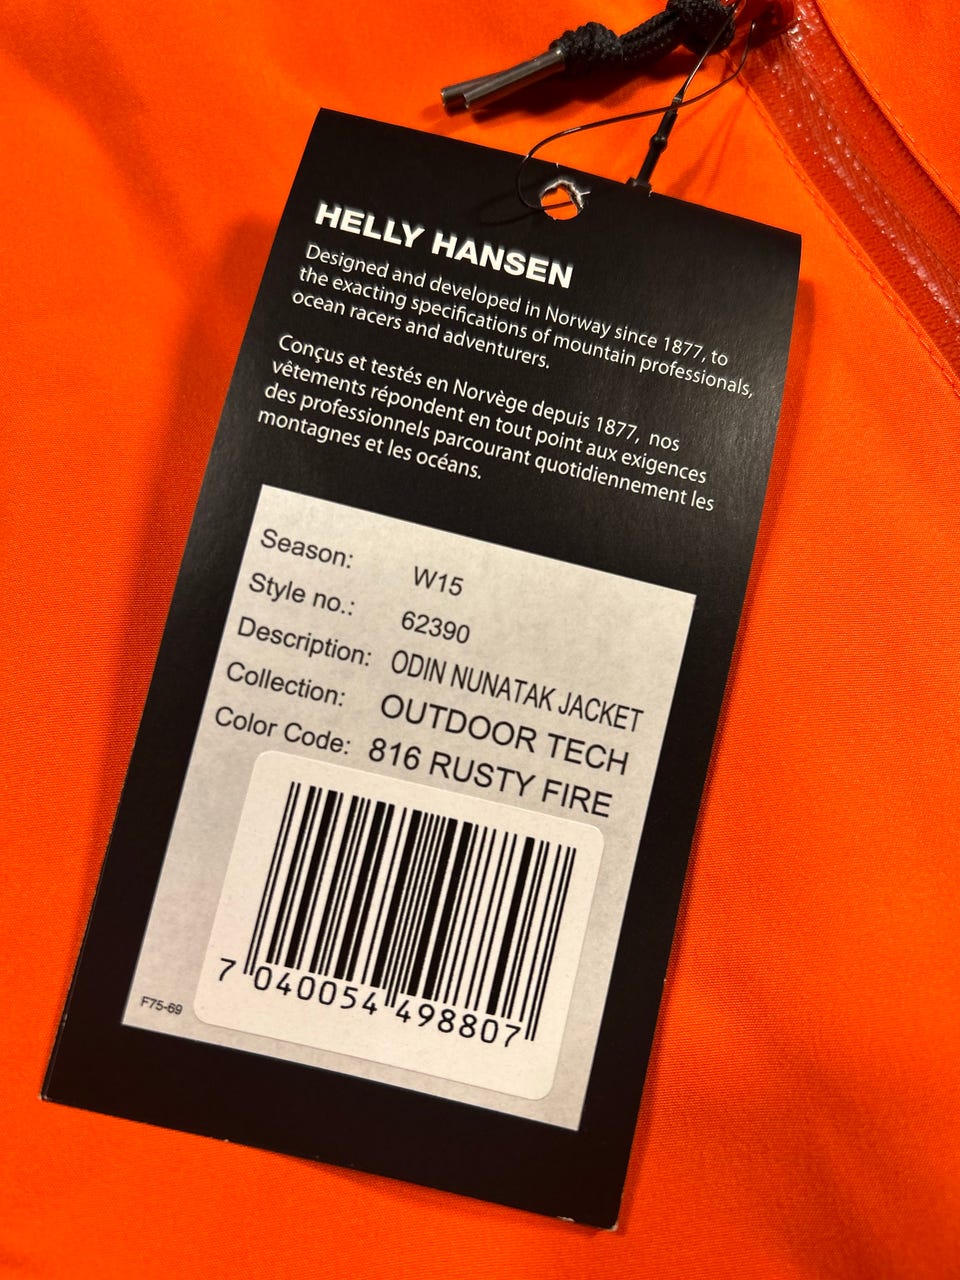 HELLY HANSEN
Designed and developed in Norway since 1877, to
the exacting specifications of mountain professionals,
ocean racers and adventurers.
Conçus et testés en Norvège depuis 1877, nos
vêtements répondent en tout point aux exigences
des professionnels parcourant quotidiennement les
montagnes et les océans.
Season: W15
Style no.: 62390
Description: ODIN NUNATAK JACKET
Collection: OUTDOOR TECH
Color Code: 816 RUSTY FIRE
7 040054 498807
F75-69